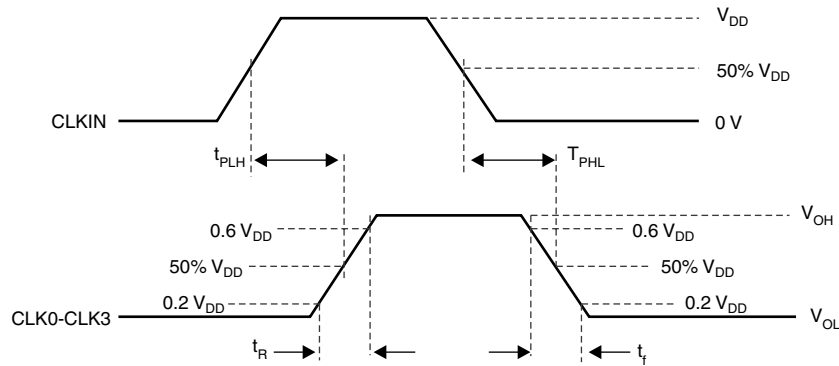 V_DD
50% V_DD
CLKIN
0 V
t_PLH
T_PHL
0.6 V_DD
0.6 V_DD
V_OH
50% V_DD
50% V_DD
0.2 V_DD
0.2 V_DD
CLK0-CLK3
V_OL
t_R
t_f